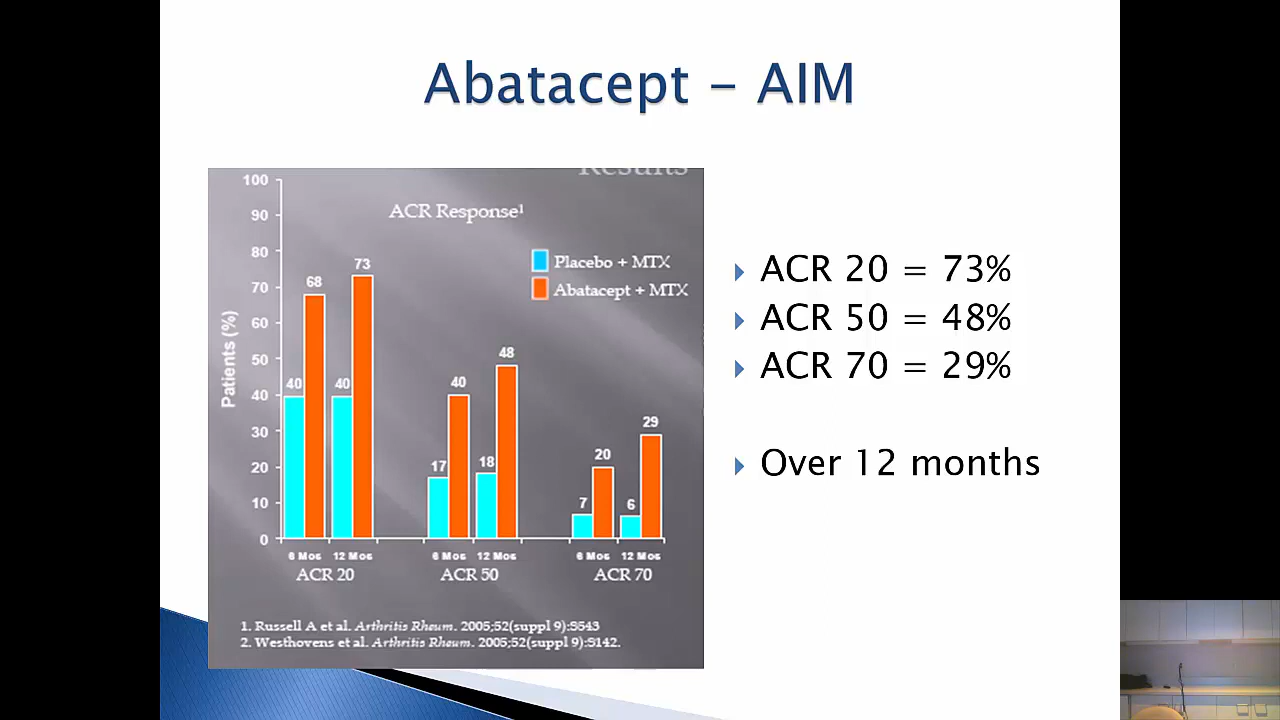 Abatacept – AIM
Results
ACR Response¹
Placebo + MTX
Abatacept + MTX
Patients (%)
100
90
80
70
60
50
40
30
20
10
0
40
68
40
73
17
40
18
48
7
20
6
29
6 Mos 12 Mos
6 Mos 12 Mos
6 Mos 12 Mos
ACR 20
ACR 50
ACR 70
1. Russell A et al. Arthritis Rheum. 2005;52(suppl 9):S543
2. Westhovens et al. Arthritis Rheum. 2005;52(suppl 9):S142.
ACR 20 = 73%
ACR 50 = 48%
ACR 70 = 29%
Over 12 months